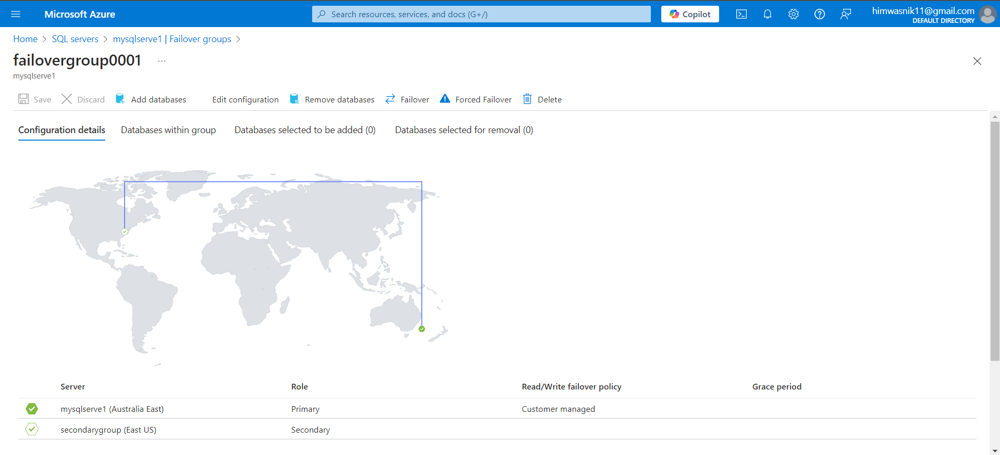 Microsoft Azure
Search resources, services, and docs (G+/)
Copilot
himwasnik11@gmail.com
DEFAULT DIRECTORY
Home > SQL servers > mysqlserve1 | Failover groups >
failovergroup0001 ...
mysqlserve1
Save Discard Add databases Edit configuration Remove databases Failover Forced Failover Delete
Configuration details Databases within group Databases selected to be added (0) Databases selected for removal (0)
Server Role Read/Write failover policy Grace period
mysqlserve1 (Australia East) Primary Customer managed
secondarygroup (East US) Secondary